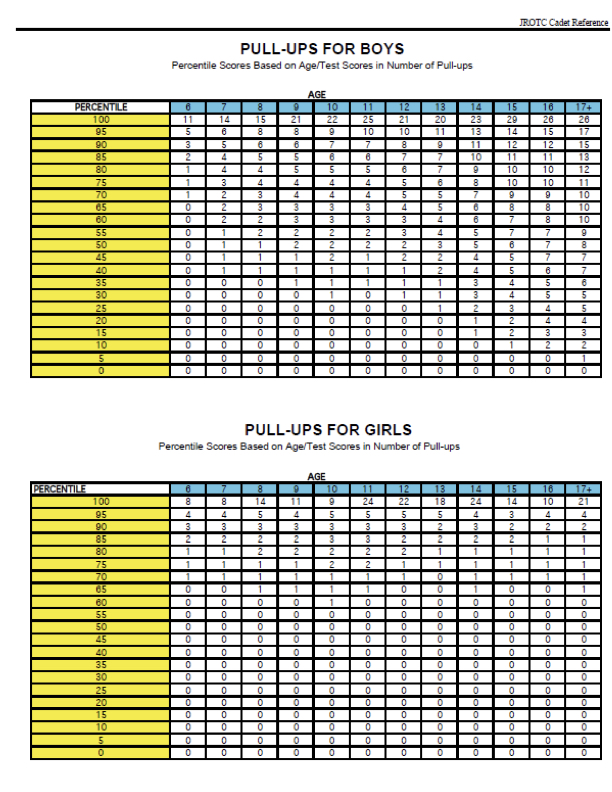 JROTC Cadet Reference
PULL-UPS FOR BOYS
Percentile Scores Based on Age/Test Scores in Number of Pull-ups
AGE
PERCENTILE 6 7 8 9 10 11 12 13 14 15 16 17+
100 11 14 15 21 22 25 21 20 23 29 26 26
95 5 6 8 8 9 10 10 11 13 14 15 17
90 3 5 6 6 7 7 8 9 11 12 12 15
85 2 4 5 5 6 6 7 7 10 11 11 13
80 1 4 4 5 5 5 6 7 9 10 10 12
75 1 3 4 4 4 4 5 6 8 10 10 11
70 1 2 3 4 4 4 5 5 7 9 9 10
65 0 2 3 3 3 3 4 5 6 8 8 10
60 0 2 2 3 3 3 3 4 6 7 8 10
55 0 1 2 2 2 2 3 4 5 7 7 9
50 0 1 1 2 2 2 2 3 5 6 7 8
45 0 1 1 1 2 1 2 2 4 5 7 7
40 0 1 1 1 1 1 1 2 4 5 6 7
35 0 0 0 1 1 1 1 1 3 4 5 6
30 0 0 0 0 1 0 1 1 3 4 5 5
25 0 0 0 0 0 0 0 1 2 3 4 5
20 0 0 0 0 0 0 0 0 1 2 4 4
15 0 0 0 0 0 0 0 0 1 2 3 3
10 0 0 0 0 0 0 0 0 0 1 2 2
5 0 0 0 0 0 0 0 0 0 0 0 1
0 0 0 0 0 0 0 0 0 0 0 0 0
PULL-UPS FOR GIRLS
Percentile Scores Based on Age/Test Scores in Number of Pull-ups
AGE
PERCENTILE 6 7 8 9 10 11 12 13 14 15 16 17+
100 8 8 14 11 9 24 22 18 24 14 10 21
95 4 4 5 4 5 5 5 5 4 3 4 4
90 3 3 3 3 3 3 3 2 3 2 2 2
85 2 2 2 2 3 3 2 2 2 2 1 1
80 1 1 2 2 2 2 2 1 1 1 1 1
75 1 1 1 1 2 2 1 1 1 1 1 1
70 1 1 1 1 1 1 1 0 1 1 1 1
65 0 0 1 1 1 1 0 0 1 0 0 1
60 0 0 0 0 1 0 0 0 0 0 0 0
55 0 0 0 0 0 0 0 0 0 0 0 0
50 0 0 0 0 0 0 0 0 0 0 0 0
45 0 0 0 0 0 0 0 0 0 0 0 0
40 0 0 0 0 0 0 0 0 0 0 0 0
35 0 0 0 0 0 0 0 0 0 0 0 0
30 0 0 0 0 0 0 0 0 0 0 0 0
25 0 0 0 0 0 0 0 0 0 0 0 0
20 0 0 0 0 0 0 0 0 0 0 0 0
15 0 0 0 0 0 0 0 0 0 0 0 0
10 0 0 0 0 0 0 0 0 0 0 0 0
5 0 0 0 0 0 0 0 0 0 0 0 0
0 0 0 0 0 0 0 0 0 0 0 0 0